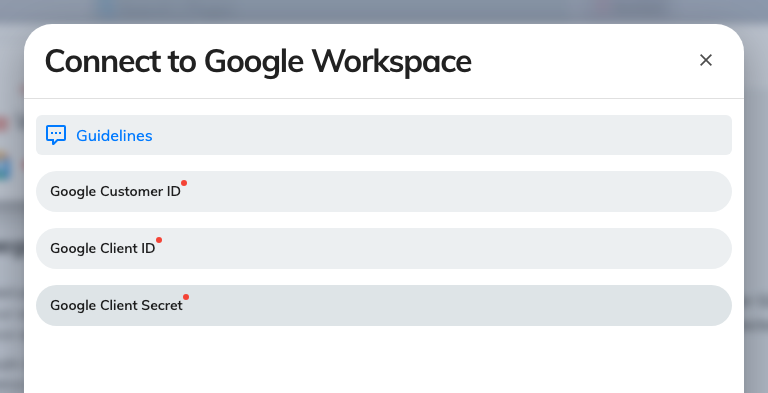 Connect to Google Workspace
Guidelines
Google Customer ID
Google Client ID
Google Client Secret